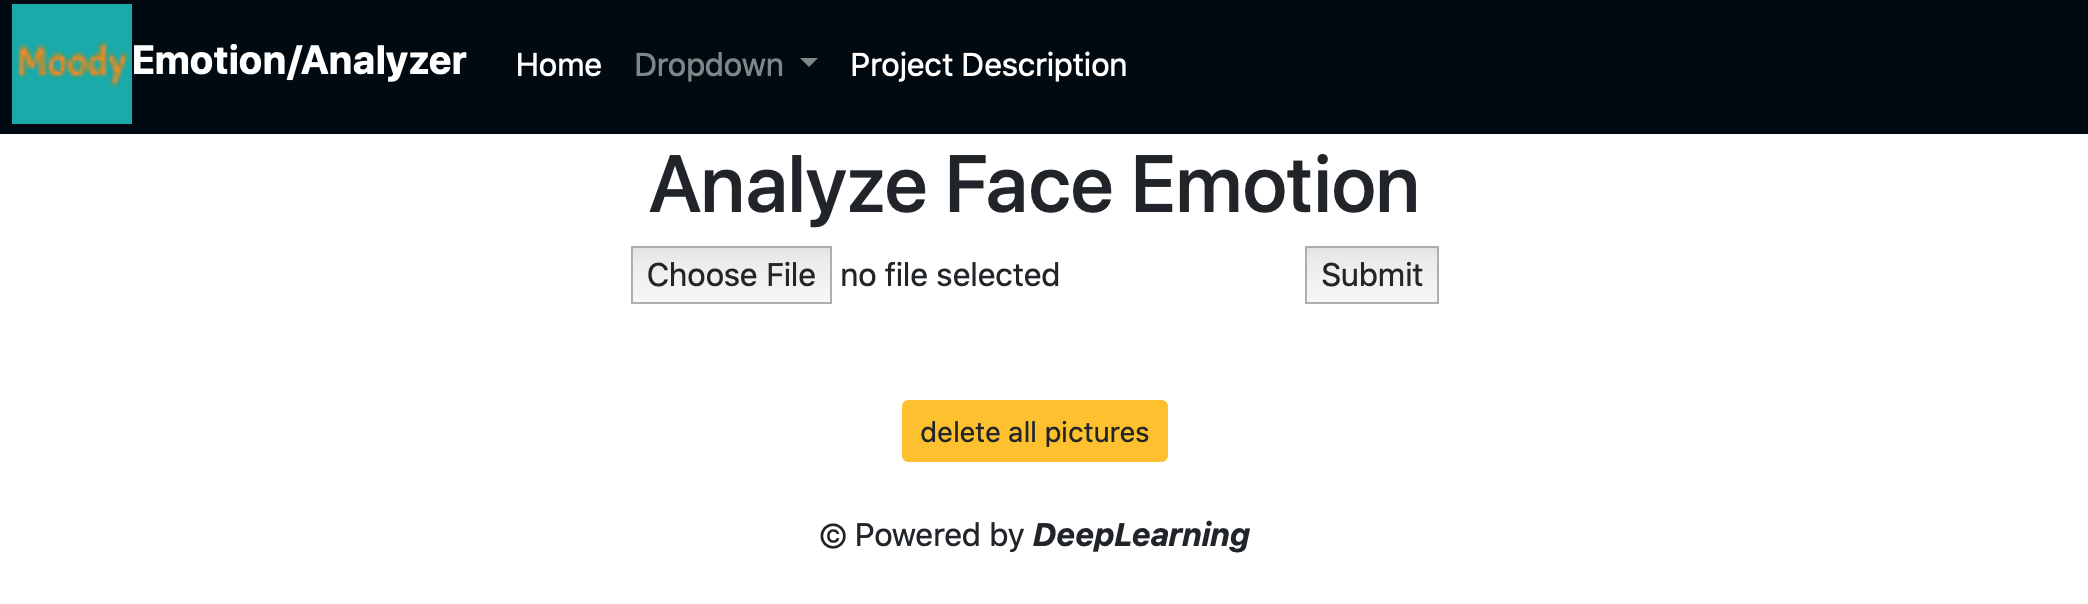 Moody Emotion/Analyzer Home Dropdown Project Description
Analyze Face Emotion
Choose File no file selected Submit
delete all pictures
© Powered by DeepLearning